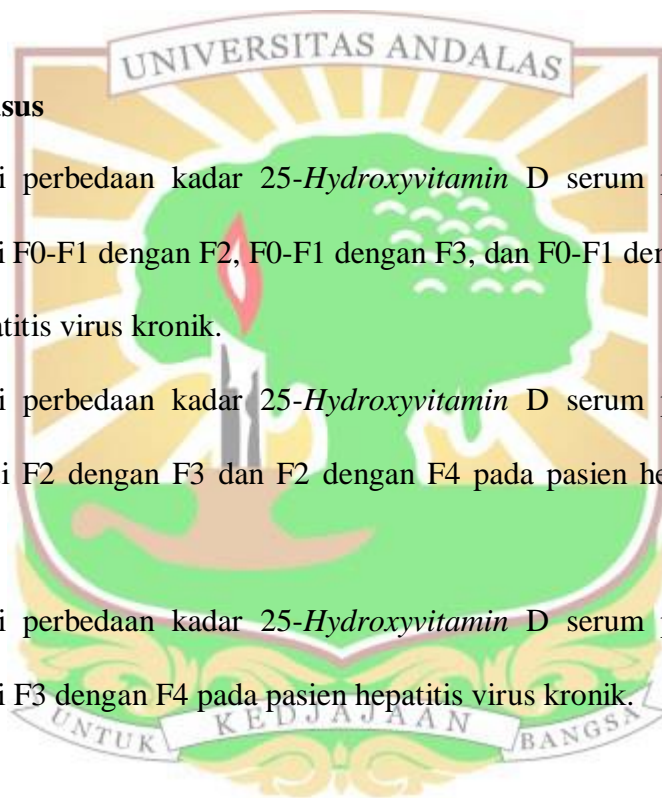 UNIVERSITAS ANDALAS
usus
i perbedaan kadar 25-Hydroxyvitamin D serum p
i F0-F1 dengan F2, F0-F1 dengan F3, dan F0-F1 den
atitis virus kronik.
i perbedaan kadar 25-Hydroxyvitamin D serum p
i F2 dengan F3 dan F2 dengan F4 pada pasien he
i perbedaan kadar 25-Hydroxyvitamin D serum p
i F3 dengan F4 pada pasien hepatitis virus kronik.
UNTUK KEDJAJAAN BANGSA